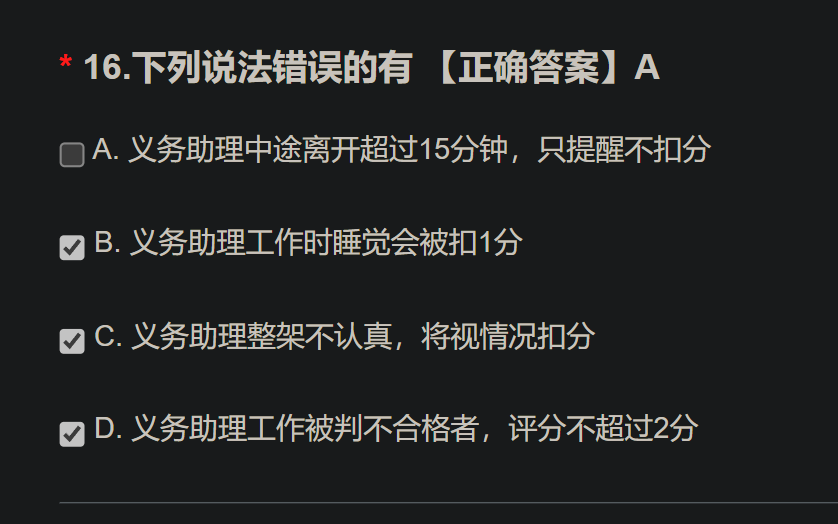 * 16.下列说法错误的有 【正确答案】A
A. 义务助理中途离开超过15分钟，只提醒不扣分
B. 义务助理工作时睡觉会被扣1分
C. 义务助理整架不认真，将视情况扣分
D. 义务助理工作被判不合格者，评分不超过2分